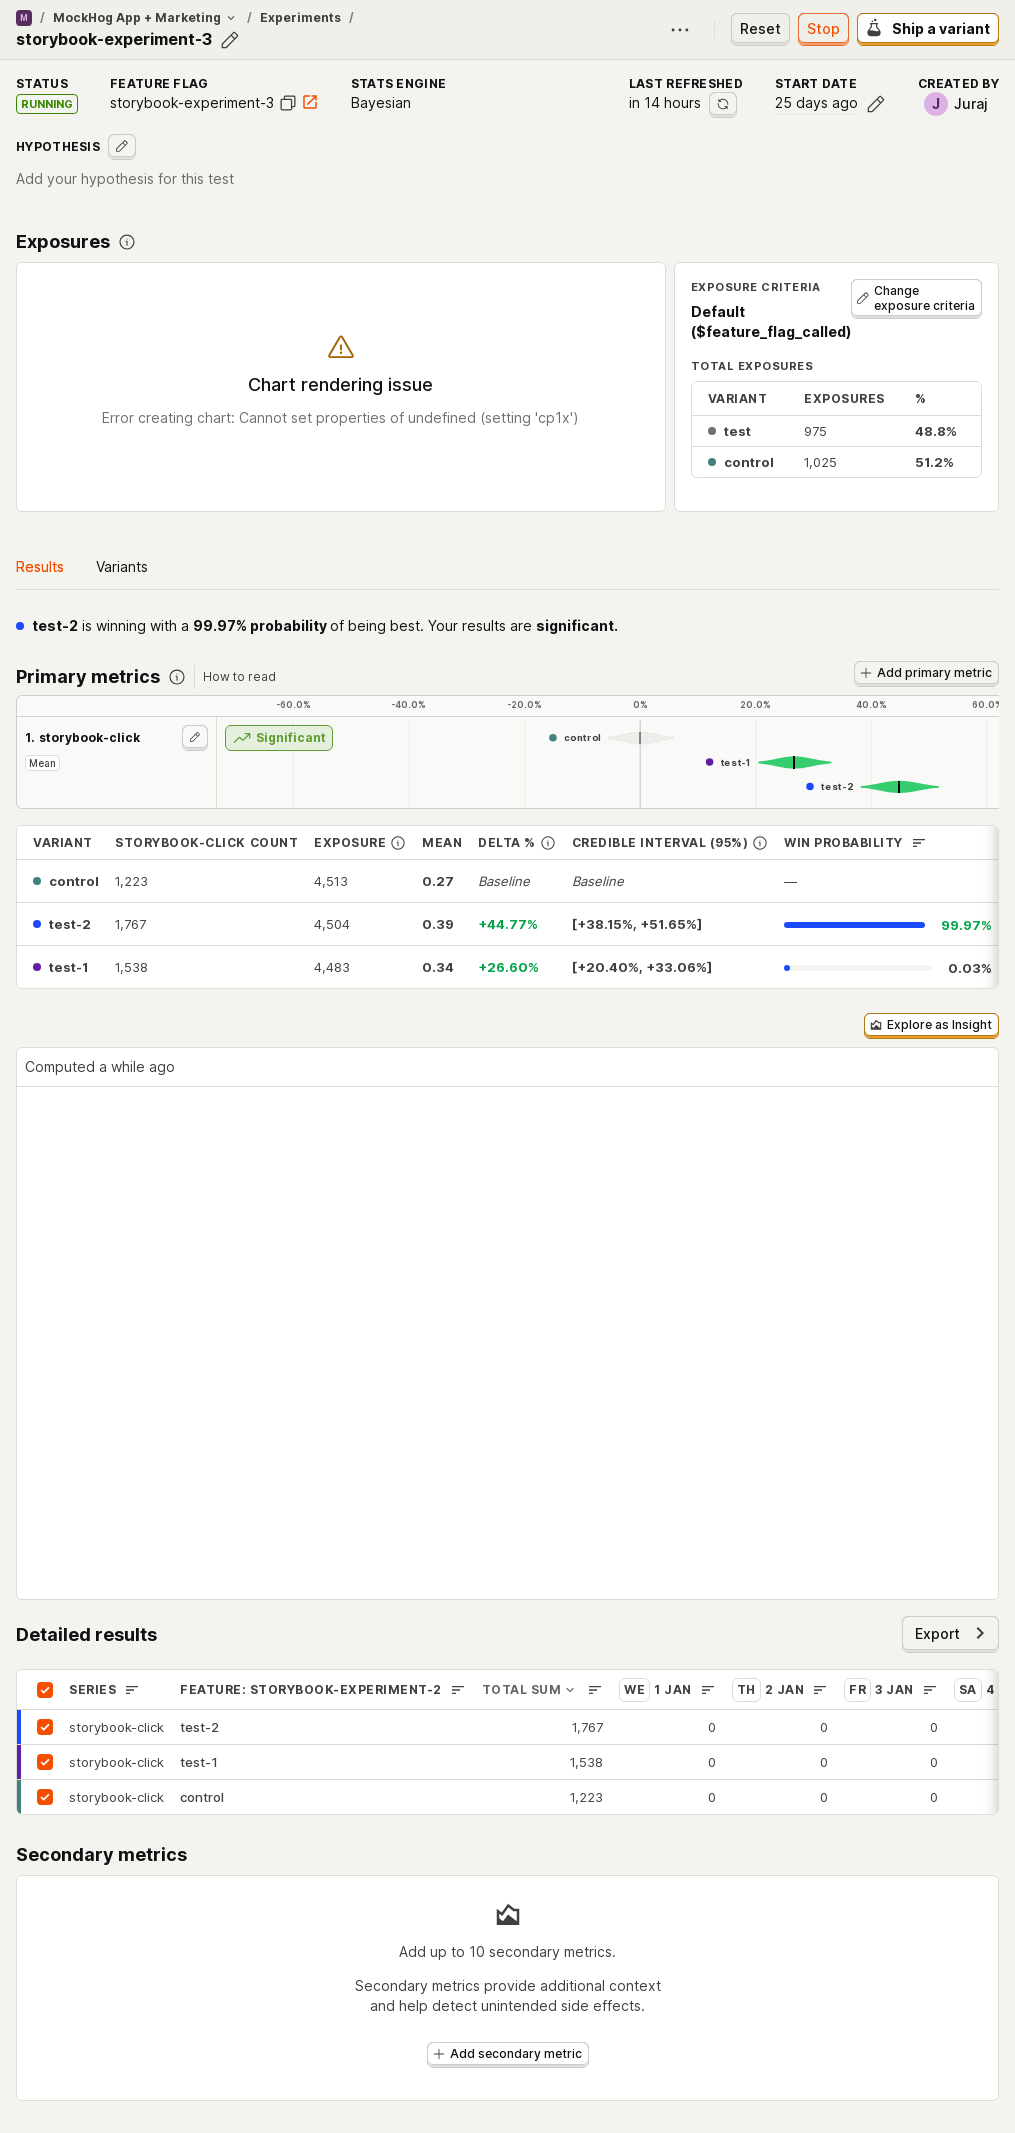 M / MockHog App + Marketing / Experiments /
storybook-experiment-3
Reset
Stop
Ship a variant
STATUS
RUNNING
FEATURE FLAG
storybook-experiment-3
STATS ENGINE
Bayesian
LAST REFRESHED
in 14 hours
START DATE
25 days ago
CREATED BY
J Juraj
HYPOTHESIS
Add your hypothesis for this test
Exposures
Chart rendering issue
Error creating chart: Cannot set properties of undefined (setting 'cp1x')
EXPOSURE CRITERIA
Default
($feature_flag_called)
Change
exposure criteria
TOTAL EXPOSURES
VARIANT EXPOSURES %
test 975 48.8%
control 1,025 51.2%
Results Variants
test-2 is winning with a 99.97% probability of being best. Your results are significant.
Primary metrics How to read
Add primary metric
-60.0% -40.0% -20.0% 0% 20.0% 40.0% 60.0%
1. storybook-click
Mean
Significant
control
test-1
test-2
VARIANT STORYBOOK-CLICK COUNT EXPOSURE MEAN DELTA % CREDIBLE INTERVAL (95%) WIN PROBABILITY
control 1,223 4,513 0.27 Baseline Baseline —
test-2 1,767 4,504 0.39 +44.77% [+38.15%, +51.65%] 99.97%
test-1 1,538 4,483 0.34 +26.60% [+20.40%, +33.06%] 0.03%
Explore as Insight
Computed a while ago
Detailed results
Export
SERIES FEATURE: STORYBOOK-EXPERIMENT-2 TOTAL SUM WE 1 JAN TH 2 JAN FR 3 JAN SA 4
storybook-click test-2 1,767 0 0 0
storybook-click test-1 1,538 0 0 0
storybook-click control 1,223 0 0 0
Secondary metrics
Add up to 10 secondary metrics.
Secondary metrics provide additional context
and help detect unintended side effects.
Add secondary metric